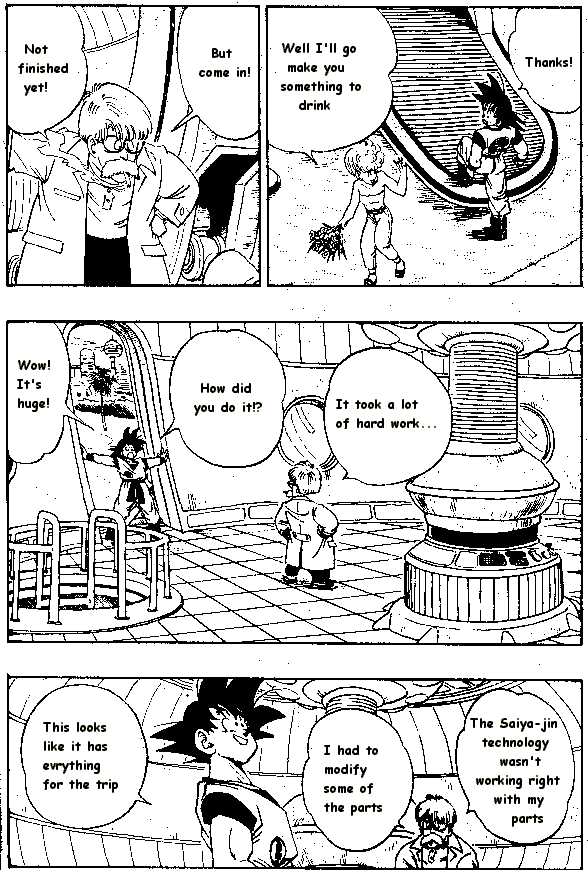 Not
finished
yet!
But
come in!
Well I'll go
make you
something to
drink
Thanks!
Wow!
It's
huge!
How did
you do it!?
It took a lot
of hard work...
This looks
like it has
evrything
for the trip
I had to
modify
some of
the parts
The Saiya-jin
technology
wasn't
working right
with my
parts